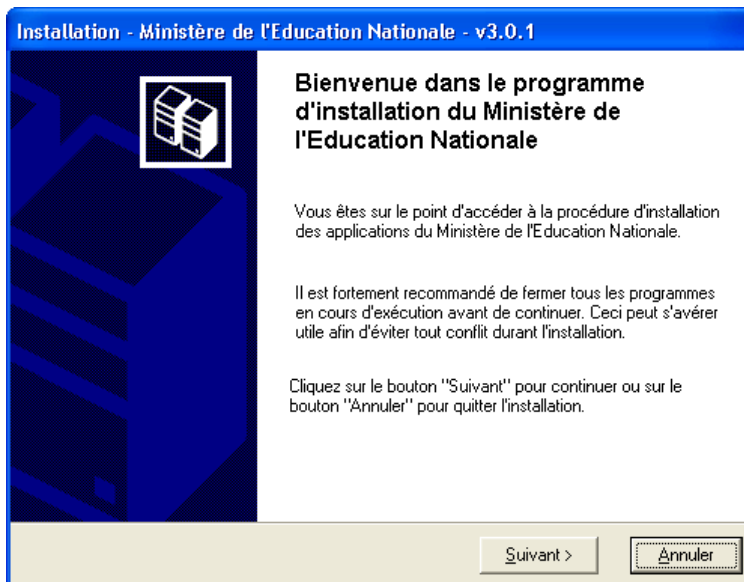 Installation - Ministère de l'Education Nationale - v3.0.1
Bienvenue dans le programme
d'installation du Ministère de
l'Education Nationale
Vous êtes sur le point d'accéder à la procédure d'installation
des applications du Ministère de l'Education Nationale.
Il est fortement recommandé de fermer tous les programmes
en cours d'exécution avant de continuer. Ceci peut s'avérer
utile afin d'éviter tout conflit durant l'installation.
Cliquez sur le bouton "Suivant" pour continuer ou sur le
bouton "Annuler" pour quitter l'installation.
Suivant >
Annuler